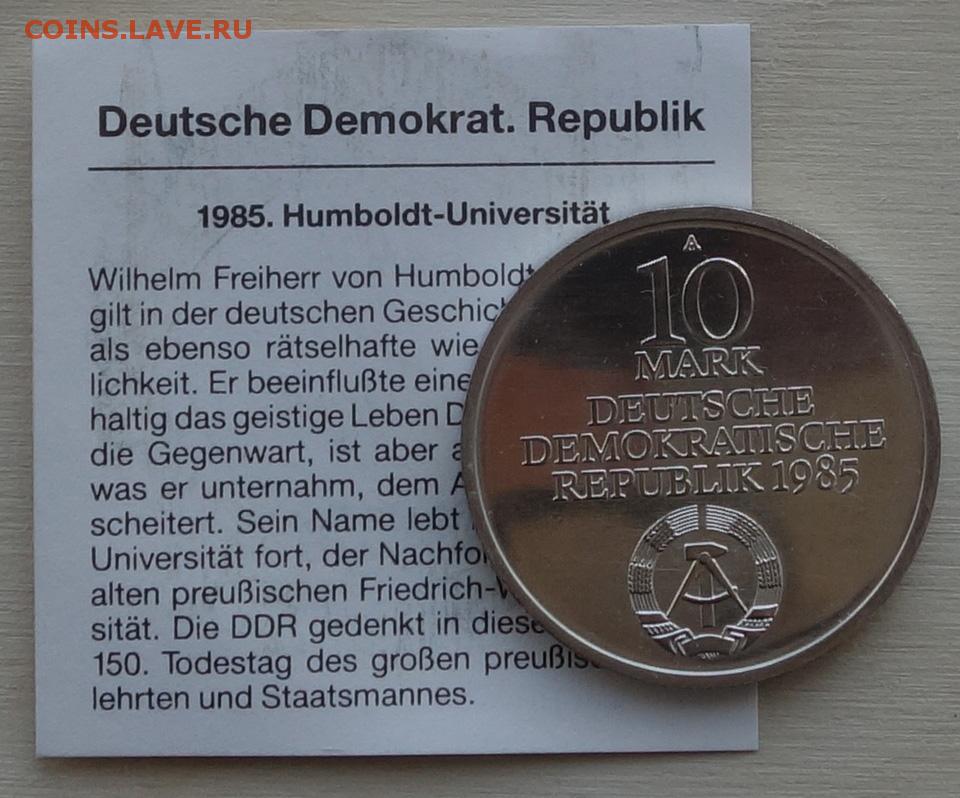 COINS.LAVE.RU
Deutsche Demokrat. Republik
1985. Humboldt-Universität
Wilhelm Freiherr von Humboldt
gilt in der deutschen Geschic
als ebenso rätselhafte wie
lichkeit. Er beeinflußte eine
haltig das geistige Leben D
die Gegenwart, ist aber a
was er unternahm, dem A
scheitert. Sein Name lebt
Universität fort, der Nachfo
alten preußischen Friedrich-W
sität. Die DDR gedenkt in diese
150. Todestag des großen preußis
lehrten und Staatsmannes.
A
10
MARK
DEUTSCHE
DEMOKRATISCHE
REPUBLIK 1985